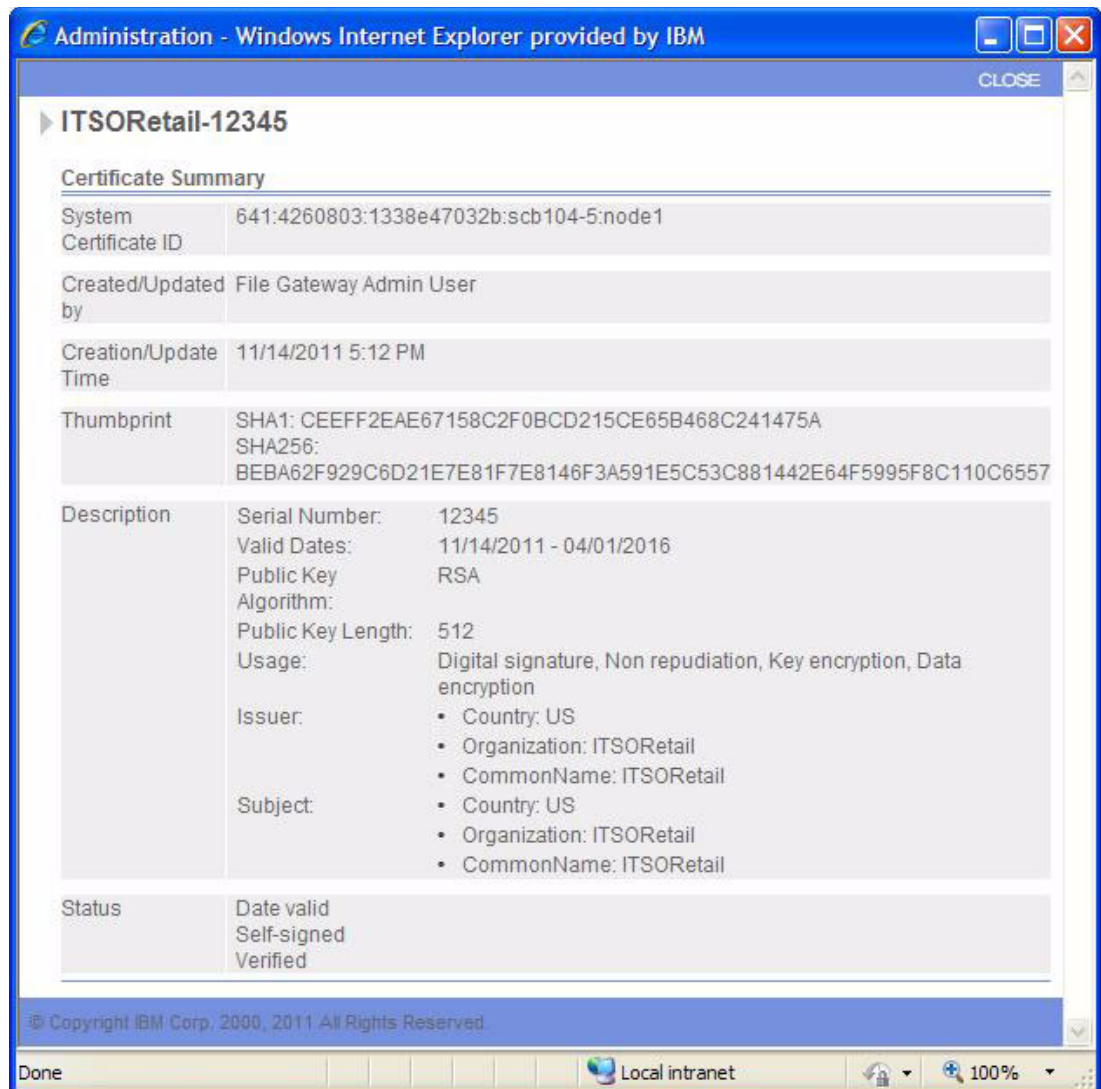 Administration - Windows Internet Explorer provided by IBM
CLOSE
ITSORetail-12345
Certificate Summary
System Certificate ID 641:4260803:1338e47032b:scb104-5:node1
Created/Updated by File Gateway Admin User
Creation/Update Time 11/14/2011 5:12 PM
Thumbprint SHA1: CEEFF2EAE67158C2F0BCD215CE65B468C241475A
SHA256:
BEBA62F929C6D21E7E81F7E8146F3A591E5C53C881442E64F5995F8C110C6557
Description Serial Number: 12345
Valid Dates: 11/14/2011 - 04/01/2016
Public Key Algorithm: RSA
Public Key Length: 512
Usage: Digital signature, Non repudiation, Key encryption, Data encryption
Issuer: • Country: US
• Organization: ITSORetail
• CommonName: ITSORetail
Subject: • Country: US
• Organization: ITSORetail
• CommonName: ITSORetail
Status Date valid
Self-signed
Verified
© Copyright IBM Corp. 2000, 2011 All Rights Reserved.
Done Local intranet 100%